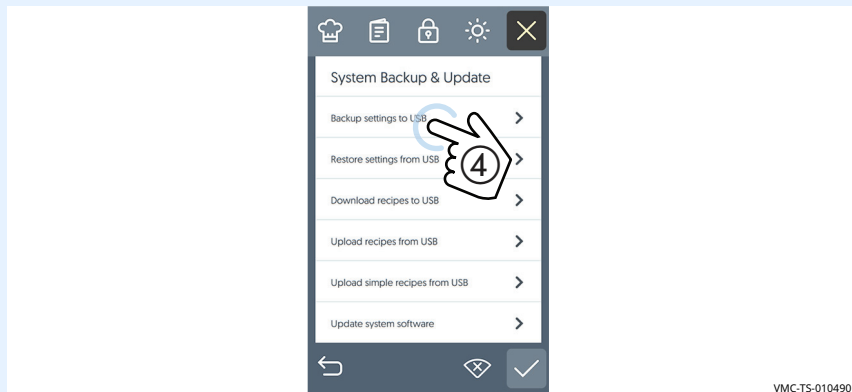 System Backup & Update
Backup settings to USB
Restore settings from USB
4
Download recipes to USB
Upload recipes from USB
Upload simple recipes from USB
Update system software
VMC-TS-010490